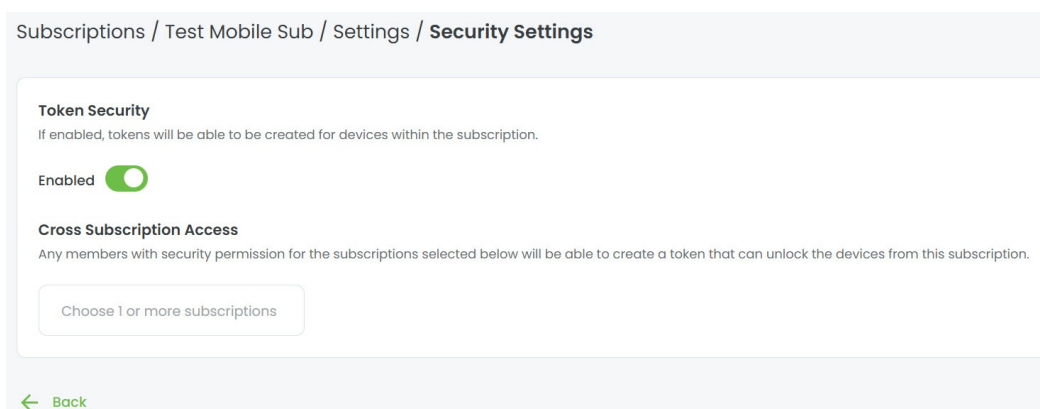 Subscriptions / Test Mobile Sub / Settings / Security Settings
Token Security
If enabled, tokens will be able to be created for devices within the subscription.
Enabled
Cross Subscription Access
Any members with security permission for the subscriptions selected below will be able to create a token that can unlock the devices from this subscription.
Choose 1 or more subscriptions
Back